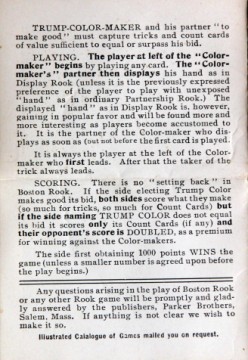 TRUMP-COLOR-MAKER and his partner "to
make good" must capture tricks and count cards
of value sufficient to equal or surpass his bid.
PLAYING. The player at left of the "Color-
maker" begins by playing any card. The "Color-
maker's" partner then displays his hand as in
Display Rook (unless it is the previously expressed
preference of the player to play with unexposed
"hand" as in ordinary Partnership Rook.) The
displayed "hand" as in Display Rook is, however,
gaining in popular favor and will be found more and
more interesting as players become accustomed to
it. It is the partner of the Color-maker who dis-
plays as soon as (but not before the first card is played.
It is always the player at the left of the Color-
maker who first leads. After that the taker of the
trick always leads.
SCORING. There is no "setting back" in
Boston Rook. If the side electing Trump Color
makes good its bid, both sides score what they make
(so much for tricks, so much for Count Cards) but
if the side naming TRUMP COLOR does not equal
its bid it scores only its Count Cards (if any) and
their opponent's score is DOUBLED, as a premium
for winning against the Color-makers.
The side first obtaining 1000 points WINS the
game (unless a smaller number is agreed upon before
the play begins.)
Any questions arising in the play of Boston Rook
or any other Rook game will be promptly and glad-
ly answered by the publishers, Parker Brothers,
Salem, Mass. If anything is not clear we wish to
make it so.
Illustrated Catalogue of Games mailed you on request.